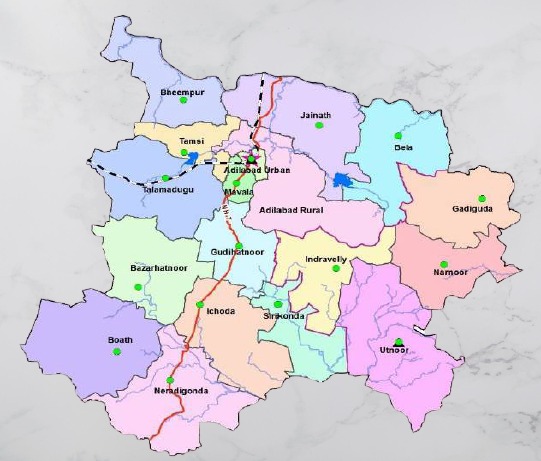 Bheempur
Jainath
Tamsi
Bela
Adilabad Urban
Talamadugu
Mavala
Gadiguda
Adilabad Rural
Gudihatnoor
Indravelly
Narnoor
Bazarhatnoor
Ichoda
Sirikonda
Utnoor
Boath
Neradigonda